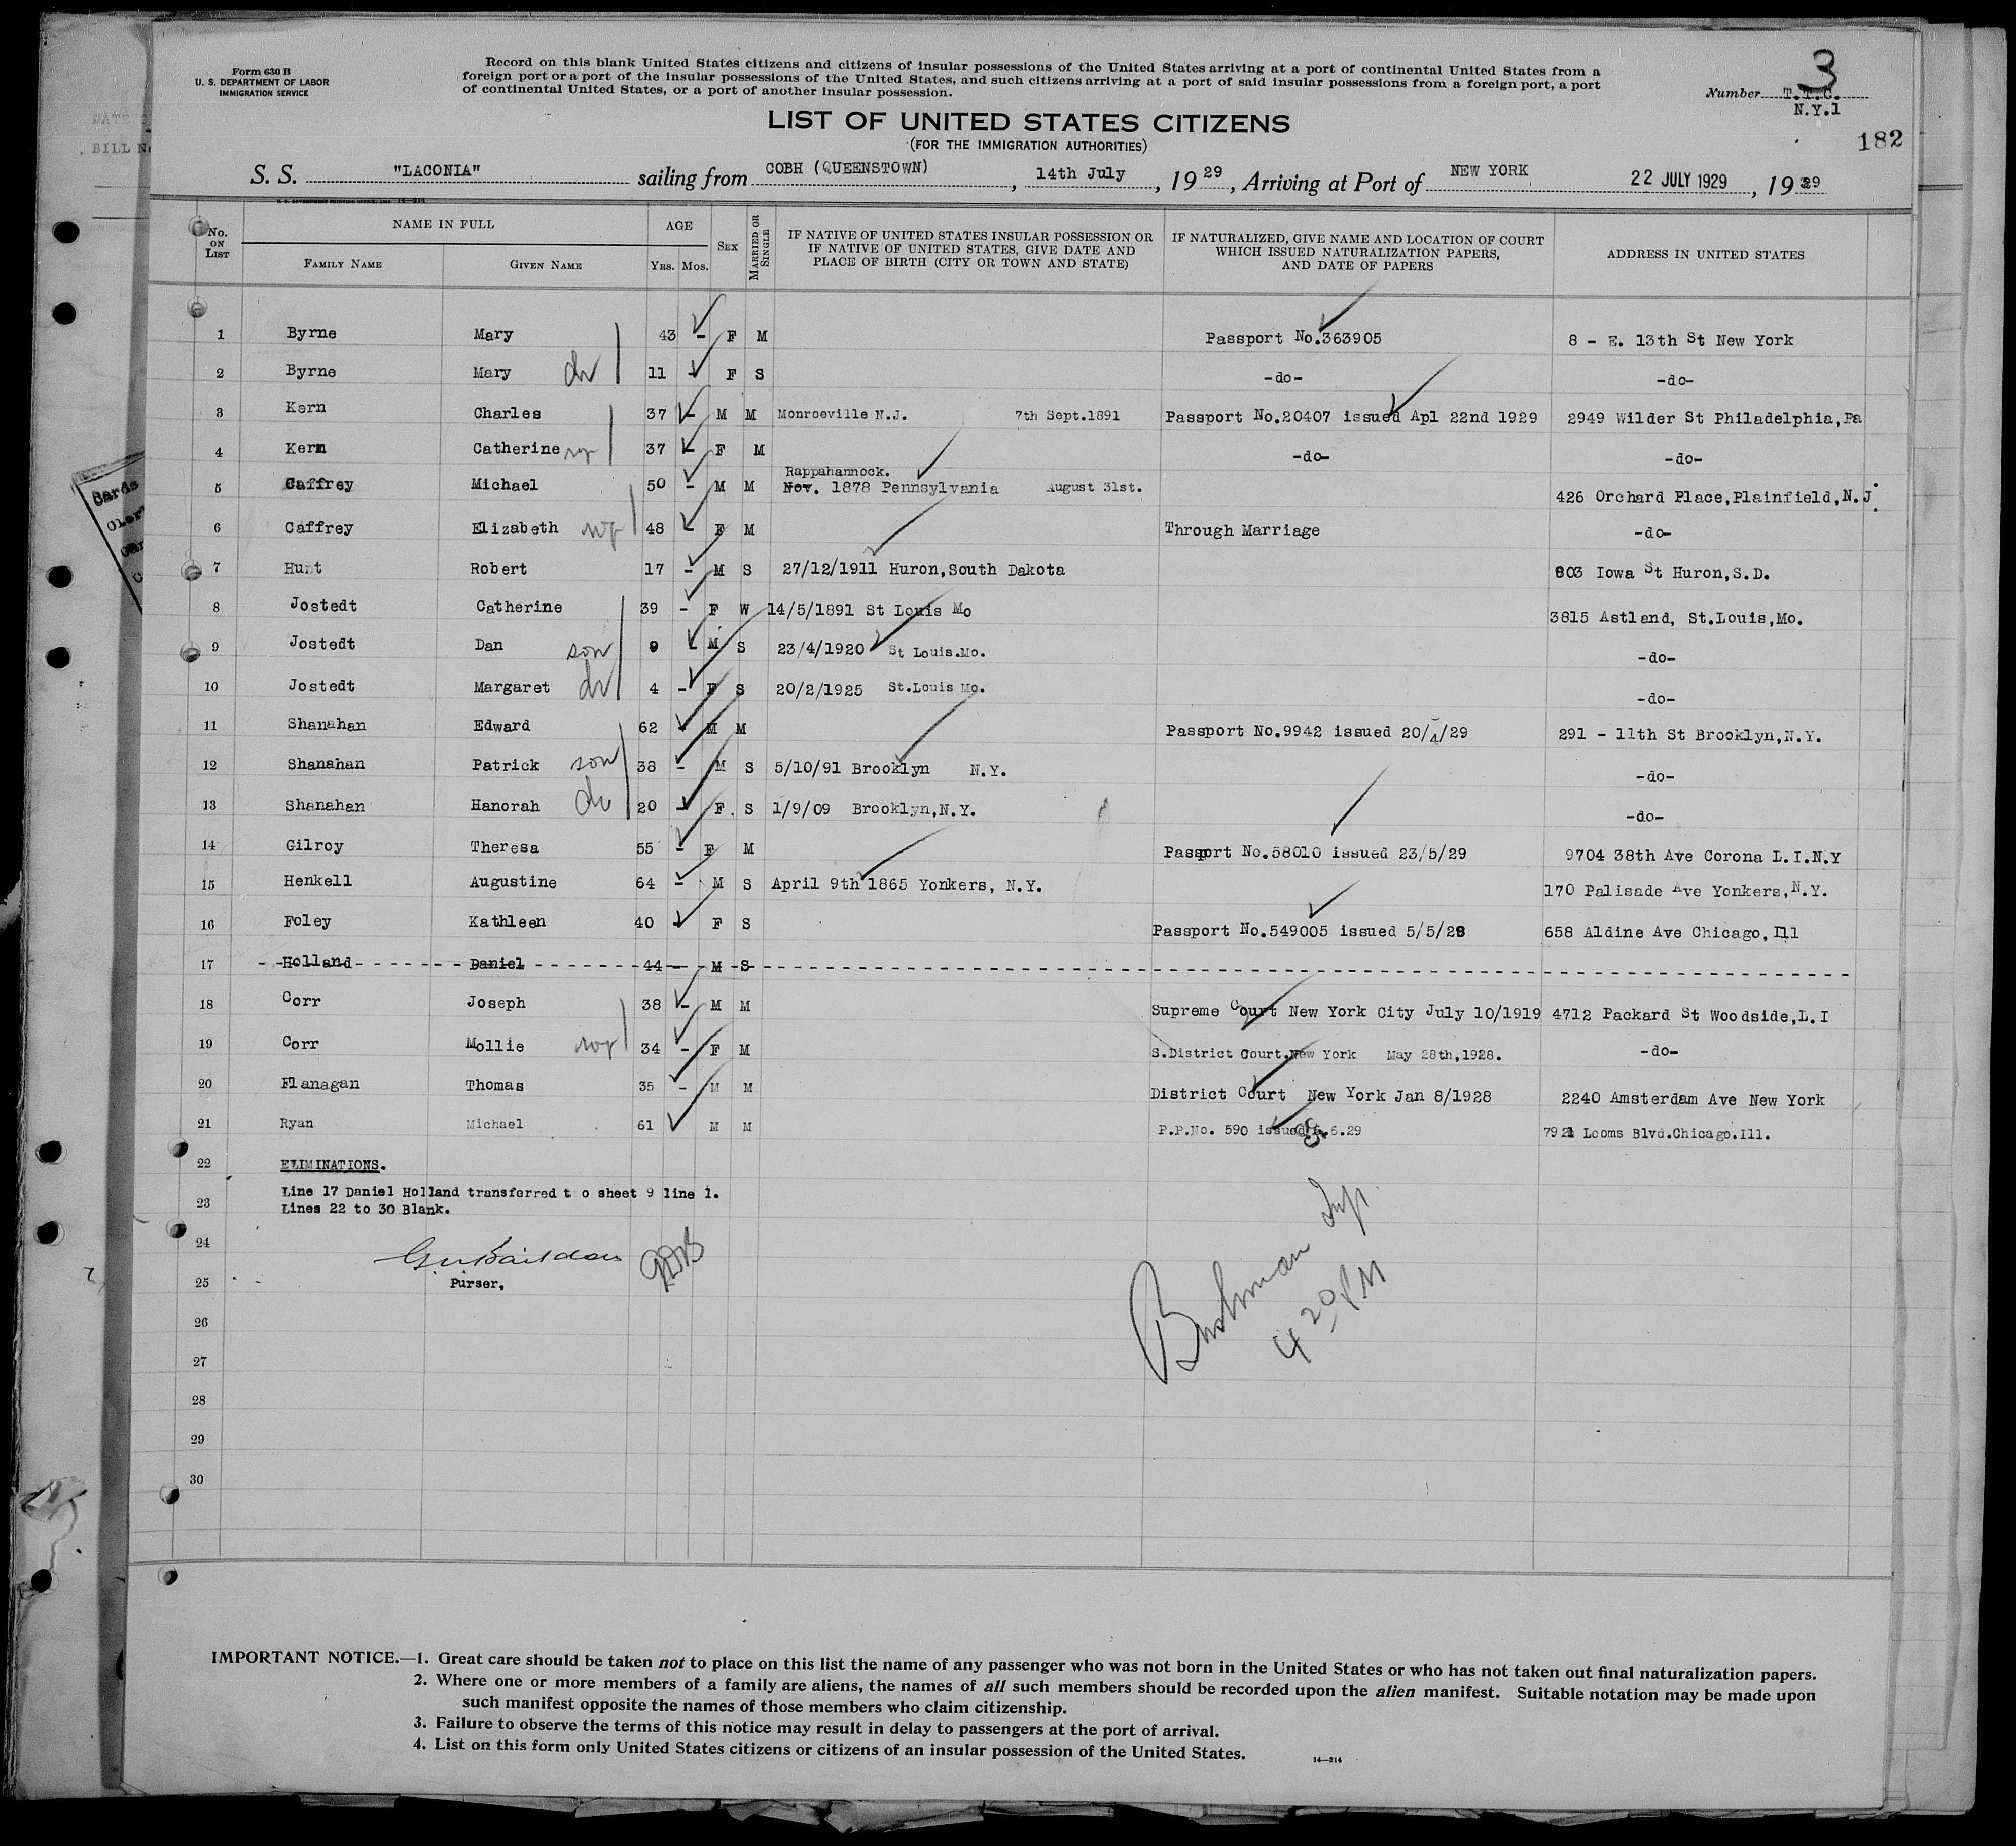 Form 630 B
U. S. DEPARTMENT OF LABOR
IMMIGRATION SERVICE
Record on this blank United States citizens and citizens of insular possessions of the United States arriving at a port of continental United States from a
foreign port or a port of the insular possessions of the United States, and such citizens arriving at a port of said insular possessions from a foreign port, a port
of continental United States, or a port of another insular possession.
3
Number T.T.C.
N.Y.1
182
LIST OF UNITED STATES CITIZENS
(FOR THE IMMIGRATION AUTHORITIES)
S. S. "LACONIA" sailing from COBH (QUEENSTOWN), 14th July, 1929, Arriving at Port of NEW YORK 22 JULY 1929, 1929
No. ON LIST
NAME IN FULL
FAMILY NAME
GIVEN NAME
AGE
YRS. MOS.
SEX
MARRIED OR SINGLE
IF NATIVE OF UNITED STATES INSULAR POSSESSION OR
IF NATIVE OF UNITED STATES, GIVE DATE AND
PLACE OF BIRTH (CITY OR TOWN AND STATE)
IF NATURALIZED, GIVE NAME AND LOCATION OF COURT
WHICH ISSUED NATURALIZATION PAPERS,
AND DATE OF PAPERS
ADDRESS IN UNITED STATES
1 Byrne Mary 43 - F M Passport No.363905 8 - E. 13th St New York
2 Byrne Mary dr 11 - F S -do- -do-
3 Kern Charles 37 - M M Monroeville N.J. 7th Sept.1891 Passport No.20407 issued Apl 22nd 1929 2949 Wilder St Philadelphia,Pa
4 Kern Catherine wf 37 - F M -do- -do-
Rappahannock.
5 Caffrey Michael 50 - M M Nov. 1878 Pennsylvania August 31st. 426 Orchard Place,Plainfield,N.J.
6 Caffrey Elizabeth wf 48 - F M Through Marriage -do-
7 Hunt Robert 17 - M S 27/12/1911 Huron,South Dakota 803 Iowa St Huron,S.D.
8 Jostedt Catherine 39 - F W 14/5/1891 St Louis Mo 3815 Astland, St.Louis,Mo.
9 Jostedt Dan son 9 - M S 23/4/1920 St Louis.Mo. -do-
10 Jostedt Margaret dr 4 - F S 20/2/1925 St.Louis Mo. -do-
11 Shanahan Edward 62 - M M Passport No.9942 issued 20/4/29 291 - 11th St Brooklyn,N.Y.
12 Shanahan Patrick son 38 - M S 5/10/91 Brooklyn N.Y. -do-
13 Shanahan Hanorah dr 20 - F. S 1/9/09 Brooklyn,N.Y. -do-
14 Gilroy Theresa 55 - F M Passport No.58010 issued 23/5/29 9704 38th Ave Corona L.I.N.Y
15 Henkell Augustine 64 - M S April 9th 1865 Yonkers, N.Y. 170 Palisade Ave Yonkers,N.Y.
16 Foley Kathleen 40 - F S Passport No.549005 issued 5/5/28 658 Aldine Ave Chicago,Ill
17 Holland Daniel 44 - M S
18 Corr Joseph 38 - M M Supreme Court New York City July 10/1919 4712 Packard St Woodside,L.I
19 Corr Mollie wf 34 - F M S.District Court.New York May 28th,1928. -do-
20 Flanagan Thomas 35 - M M District Court New York Jan 8/1928 2240 Amsterdam Ave New York
21 Ryan Michael 61 M M P.P.No. 590 issued 6.29 7921 Looms Blvd.Chicago.Ill.
22 ELIMINATIONS.
Line 17 Daniel Holland transferred t o sheet 9 line 1.
23
Lines 22 to 30 Blank.
24
25 Purser,
26
27
28
29
30
Bushman Insp
4 20 PM
IMPORTANT NOTICE.—1. Great care should be taken not to place on this list the name of any passenger who was not born in the United States or who has not taken out final naturalization papers.
2. Where one or more members of a family are aliens, the names of all such members should be recorded upon the alien manifest. Suitable notation may be made upon
such manifest opposite the names of those members who claim citizenship.
3. Failure to observe the terms of this notice may result in delay to passengers at the port of arrival.
4. List on this form only United States citizens or citizens of an insular possession of the United States.
14—214